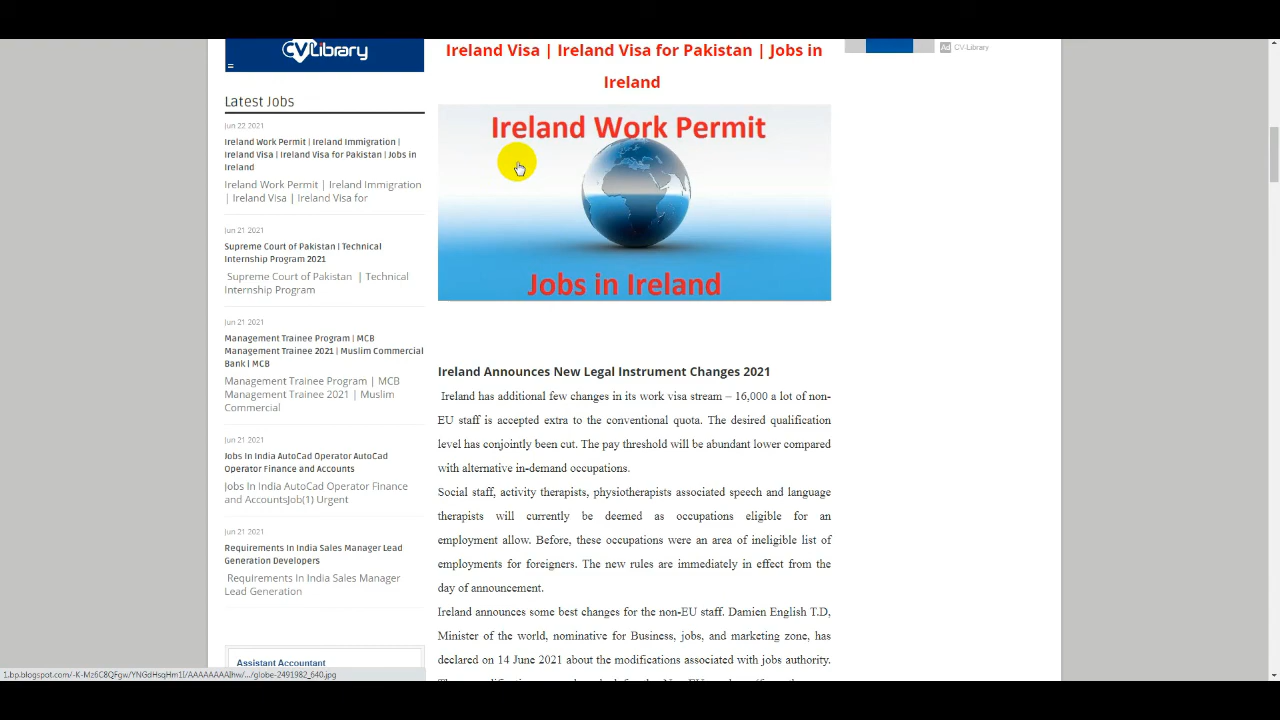 CVLibrary
=
Latest Jobs
Jun 22 2021
Ireland Work Permit | Ireland Immigration |
Ireland Visa | Ireland Visa for Pakistan | Jobs in
Ireland
Ireland Work Permit | Ireland Immigration
| Ireland Visa | Ireland Visa for
Jun 21 2021
Supreme Court of Pakistan | Technical
Internship Program 2021
Supreme Court of Pakistan | Technical
Internship Program
Jun 21 2021
Management Trainee Program | MCB
Management Trainee 2021 | Muslim Commercial
Bank | MCB
Management Trainee Program | MCB
Management Trainee 2021 | Muslim
Commercial
Jun 21 2021
Jobs In India AutoCad Operator AutoCad
Operator Finance and Accounts
Jobs In India AutoCad Operator Finance
and AccountsJob(1) Urgent
Jun 21 2021
Requirements In India Sales Manager Lead
Generation Developers
Requirements In India Sales Manager
Lead Generation
Assistant Accountant
Ireland Visa | Ireland Visa for Pakistan | Jobs in
Ireland
Ireland Work Permit
Jobs in Ireland
Ireland Announces New Legal Instrument Changes 2021
Ireland has additional few changes in its work visa stream – 16,000 a lot of non-
EU staff is accepted extra to the conventional quota. The desired qualification
level has conjointly been cut. The pay threshold will be abundant lower compared
with alternative in-demand occupations.
Social staff, activity therapists, physiotherapists associated speech and language
therapists will currently be deemed as occupations eligible for an
employment allow. Before, these occupations were an area of ineligible list of
employments for foreigners. The new rules are immediately in effect from the
day of announcement.
Ireland announces some best changes for the non-EU staff. Damien English T.D,
Minister of the world, nominative for Business, jobs, and marketing zone, has
declared on 14 June 2021 about the modifications associated with jobs authority.
Ad CV-Library
1.bp.blogspot.com/-K-Mz6C8QFgw/YNGdHsqHm1I/AAAAAAAAIhw/.../globe-2491982_640.jpg